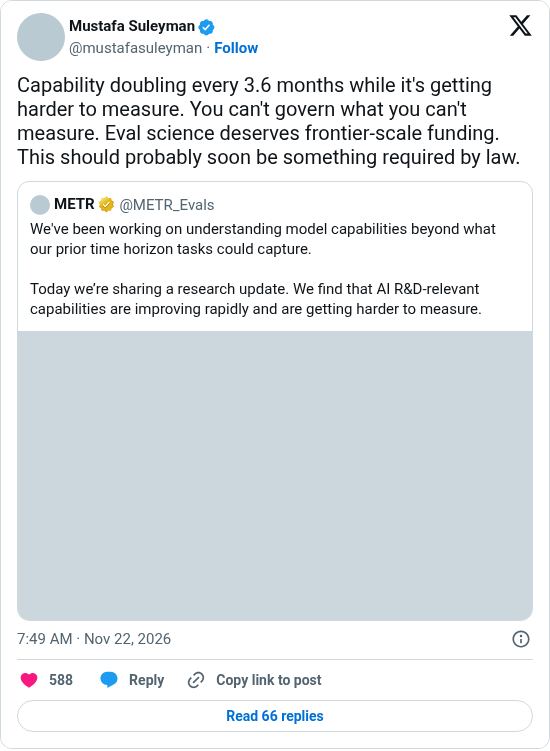 Mustafa Suleyman
@mustafasuleyman · Follow
Capability doubling every 3.6 months while it's getting
harder to measure. You can't govern what you can't
measure. Eval science deserves frontier-scale funding.
This should probably soon be something required by law.
METR @METR_Evals
We've been working on understanding model capabilities beyond what
our prior time horizon tasks could capture.
Today we’re sharing a research update. We find that AI R&D-relevant
capabilities are improving rapidly and are getting harder to measure.
7:49 AM · Nov 22, 2026
588 Reply Copy link to post
Read 66 replies